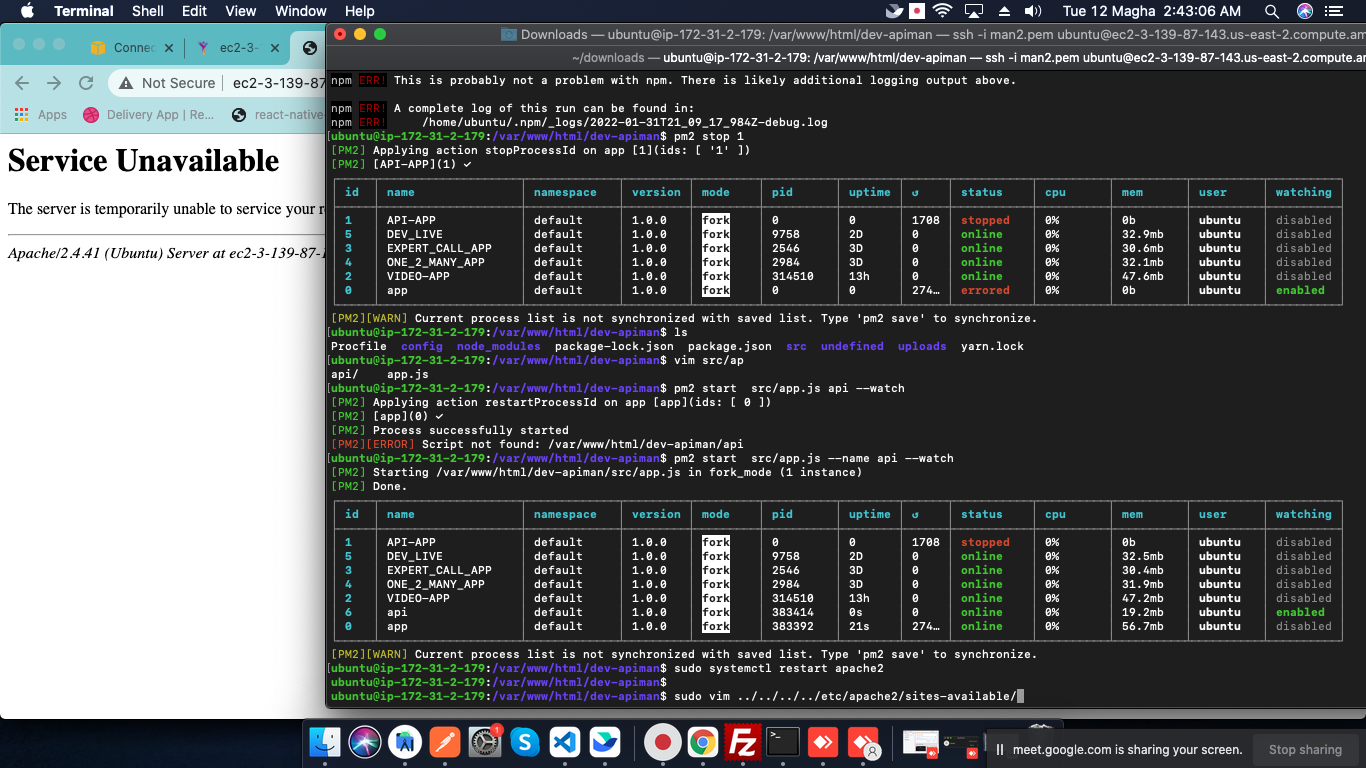 Terminal Shell Edit View Window Help Tue 12 Magha 2:43:06 AM
Connec
ec2-3-
Not Secure ec2-3-139-87
Apps Delivery App | Re... react-native
Service Unavailable
The server is temporarily unable to service your r
Apache/2.4.41 (Ubuntu) Server at ec2-3-139-87-1
Downloads — ubuntu@ip-172-31-2-179: /var/www/html/dev-apiman — ssh -i man2.pem ubuntu@ec2-3-139-87-143.us-east-2.compute.am
~/downloads — ubuntu@ip-172-31-2-179: /var/www/html/dev-apiman — ssh -i man2.pem ubuntu@ec2-3-139-87-143.us-east-2.compute.am
npm ERR! This is probably not a problem with npm. There is likely additional logging output above.
npm ERR! A complete log of this run can be found in:
npm ERR!     /home/ubuntu/.npm/_logs/2022-01-31T21_09_17_984Z-debug.log
[ubuntu@ip-172-31-2-179:/var/www/html/dev-apiman$ pm2 stop 1
[PM2] Applying action stopProcessId on app [1](ids: [ '1' ])
[PM2] [API-APP](1) ✓
id name namespace version mode pid uptime ↺ status cpu mem user watching
1 API-APP default 1.0.0 fork 0 0 1708 stopped 0% 0b ubuntu disabled
5 DEV_LIVE default 1.0.0 fork 9758 2D 0 online 0% 32.9mb ubuntu disabled
3 EXPERT_CALL_APP default 1.0.0 fork 2546 3D 0 online 0% 30.6mb ubuntu disabled
4 ONE_2_MANY_APP default 1.0.0 fork 2984 3D 0 online 0% 32.1mb ubuntu disabled
2 VIDEO-APP default 1.0.0 fork 314510 13h 0 online 0% 47.6mb ubuntu disabled
0 app default 1.0.0 fork 0 0 274… errored 0% 0b ubuntu enabled
[PM2][WARN] Current process list is not synchronized with saved list. Type 'pm2 save' to synchronize.
[ubuntu@ip-172-31-2-179:/var/www/html/dev-apiman$ ls
Procfile config node_modules package-lock.json package.json src undefined uploads yarn.lock
[ubuntu@ip-172-31-2-179:/var/www/html/dev-apiman$ vim src/ap
api/    app.js
[ubuntu@ip-172-31-2-179:/var/www/html/dev-apiman$ pm2 start  src/app.js api --watch
[PM2] Applying action restartProcessId on app [app](ids: [ 0 ])
[PM2] [app](0) ✓
[PM2] Process successfully started
[PM2][ERROR] Script not found: /var/www/html/dev-apiman/api
[ubuntu@ip-172-31-2-179:/var/www/html/dev-apiman$ pm2 start  src/app.js --name api --watch
[PM2] Starting /var/www/html/dev-apiman/src/app.js in fork_mode (1 instance)
[PM2] Done.
id name namespace version mode pid uptime ↺ status cpu mem user watching
1 API-APP default 1.0.0 fork 0 0 1708 stopped 0% 0b ubuntu disabled
5 DEV_LIVE default 1.0.0 fork 9758 2D 0 online 0% 32.5mb ubuntu disabled
3 EXPERT_CALL_APP default 1.0.0 fork 2546 3D 0 online 0% 30.4mb ubuntu disabled
4 ONE_2_MANY_APP default 1.0.0 fork 2984 3D 0 online 0% 31.9mb ubuntu disabled
2 VIDEO-APP default 1.0.0 fork 314510 13h 0 online 0% 47.2mb ubuntu disabled
6 api default 1.0.0 fork 383414 0s 0 online 0% 19.2mb ubuntu enabled
0 app default 1.0.0 fork 383392 21s 274… online 0% 56.7mb ubuntu disabled
[PM2][WARN] Current process list is not synchronized with saved list. Type 'pm2 save' to synchronize.
[ubuntu@ip-172-31-2-179:/var/www/html/dev-apiman$ sudo systemctl restart apache2
[ubuntu@ip-172-31-2-179:/var/www/html/dev-apiman$
ubuntu@ip-172-31-2-179:/var/www/html/dev-apiman$ sudo vim ../../../../etc/apache2/sites-available/
1
meet.google.com is sharing your screen. Stop sharing